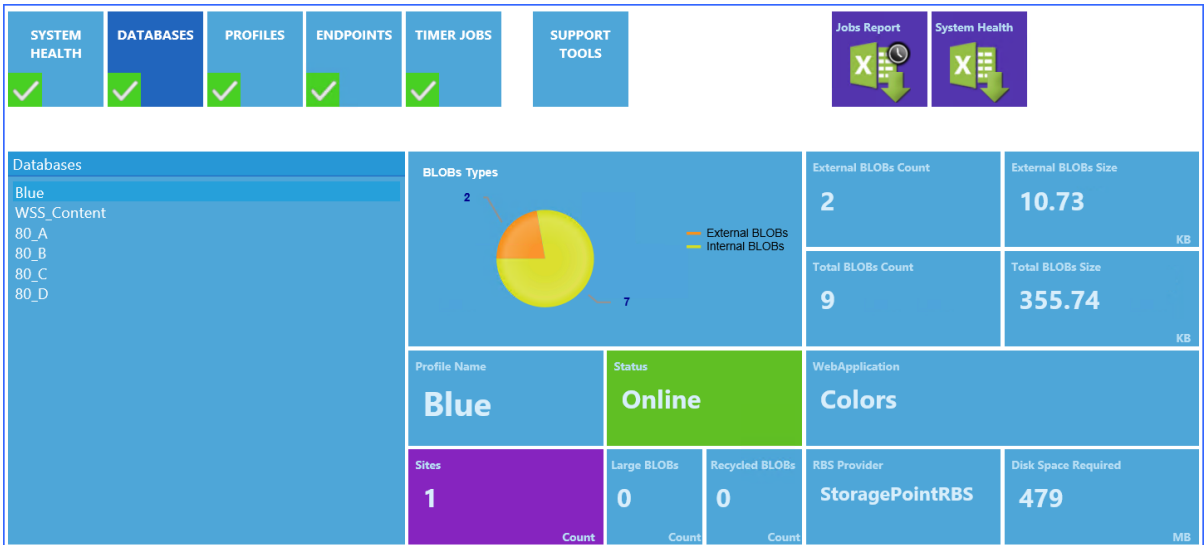 SYSTEM
HEALTH
DATABASES
PROFILES
ENDPOINTS
TIMER JOBS
SUPPORT
TOOLS
Jobs Report
X
System Health
X
Databases
Blue
WSS_Content
80_A
80_B
80_C
80_D
BLOBs Types
2
7
External BLOBs
Internal BLOBs
External BLOBs Count
2
External BLOBs Size
10.73
KB
Total BLOBs Count
9
Total BLOBs Size
355.74
KB
Profile Name
Blue
Status
Online
WebApplication
Colors
Sites
1
Count
Large BLOBs
0
Count
Recycled BLOBs
0
Count
RBS Provider
StoragePointRBS
Disk Space Required
479
MB